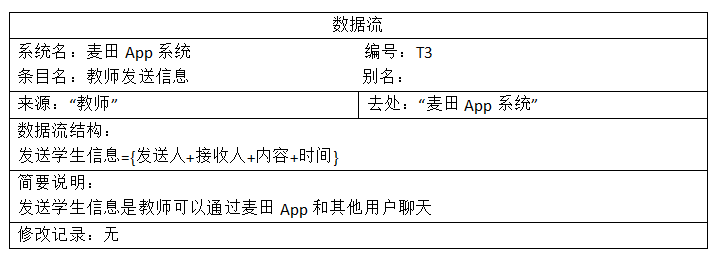 数据流
系统名：麦田 App 系统 编号：T3
条目名：教师发送信息 别名：
来源：“教师” 去处：“麦田 App 系统”
数据流结构：
发送学生信息={发送人+接收人+内容+时间}
简要说明：
发送学生信息是教师可以通过麦田 App 和其他用户聊天
修改记录：无